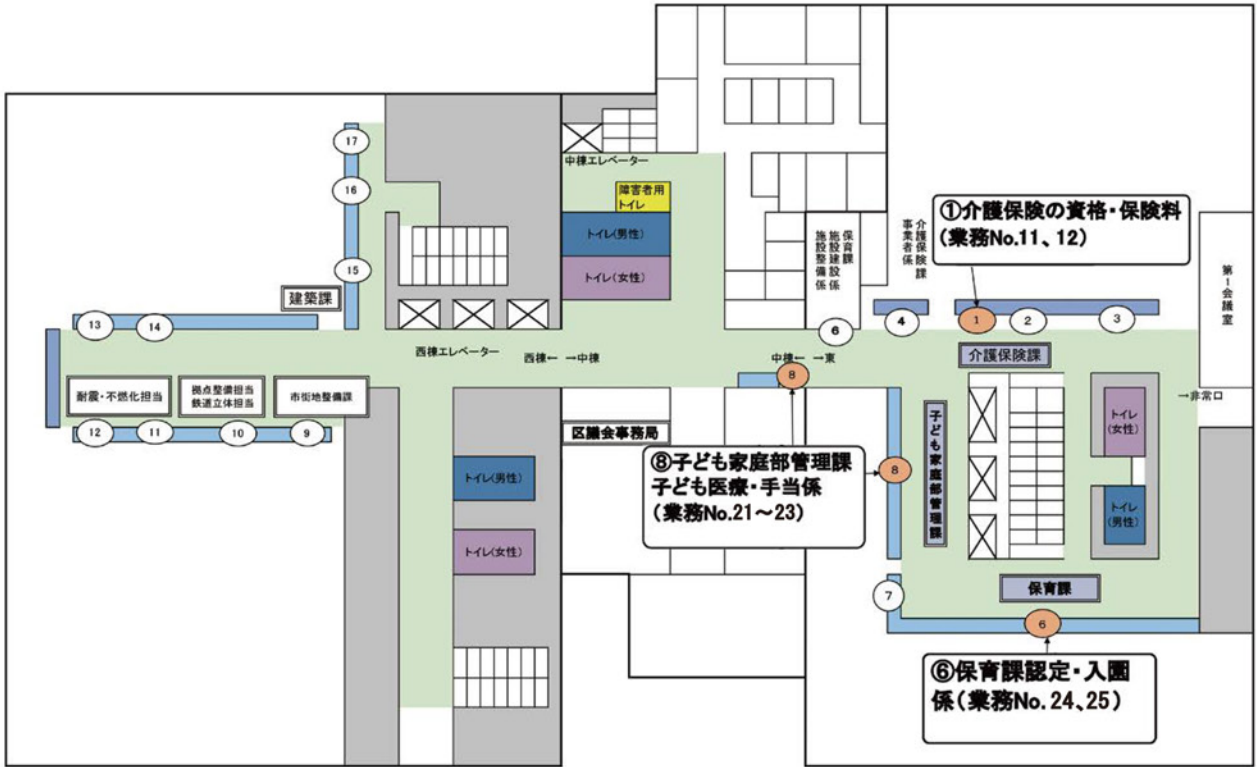 17
16
15
建築課
13
14
耐震・不燃化担当
拠点整備担当
鉄道立体担当
市街地整備課
12
11
10
9
西棟エレベーター
西棟← →中棟
中棟エレベーター
障害者用
トイレ
トイレ(男性)
トイレ(女性)
トイレ(男性)
トイレ(女性)
区議会事務局
中棟← →東
8
⑧子ども家庭部管理課
子ども医療・手当係
(業務No.21～23)
保育課
施設建設係
施設整備係
6
介護保険課
事業者係
4
①介護保険の資格・保険料
(業務No.11、12)
1
2
3
介護保険課
第1会議室
→非常口
トイレ
(女性)
トイレ
(男性)
子ども家庭部管理課
8
7
保育課
6
⑥保育課認定・入園
係(業務No.24、25)